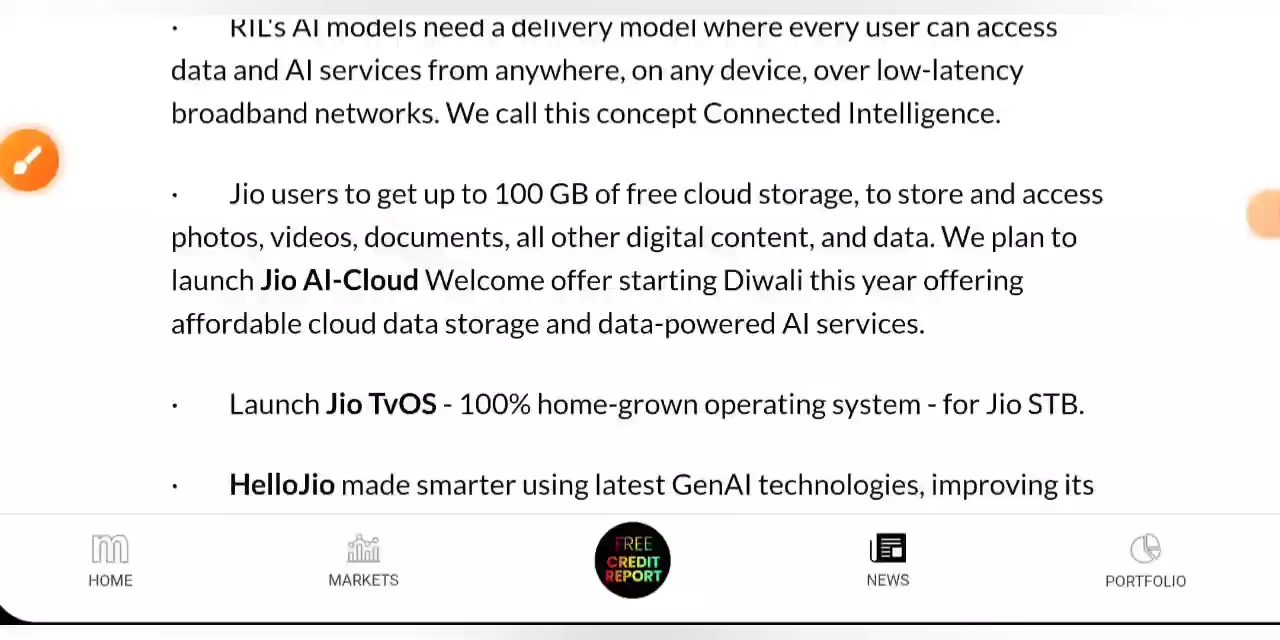 · RIL's AI models need a delivery model where every user can access
data and AI services from anywhere, on any device, over low-latency
broadband networks. We call this concept Connected Intelligence.
· Jio users to get up to 100 GB of free cloud storage, to store and access
photos, videos, documents, all other digital content, and data. We plan to
launch Jio AI-Cloud Welcome offer starting Diwali this year offering
affordable cloud data storage and data-powered AI services.
· Launch Jio TvOS - 100% home-grown operating system - for Jio STB.
· HelloJio made smarter using latest GenAI technologies, improving its
FREE
CREDIT
REPORT
HOME MARKETS NEWS PORTFOLIO